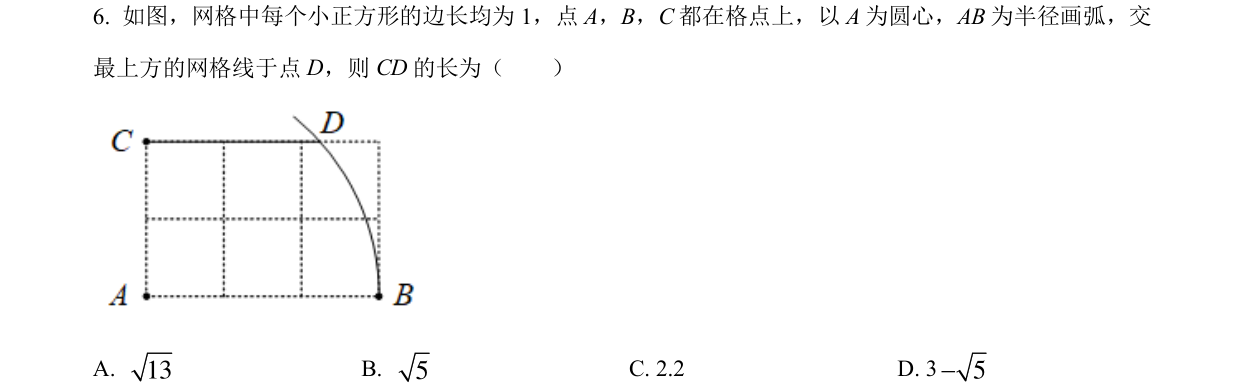 6. 如图，网格中每个小正方形的边长均为 1，点 A，B，C 都在格点上，以 A 为圆心，AB 为半径画弧，交
最上方的网格线于点 D，则 CD 的长为（　　）
D
C
A
B
A. √13 B. √5 C. 2.2 D. 3–√5